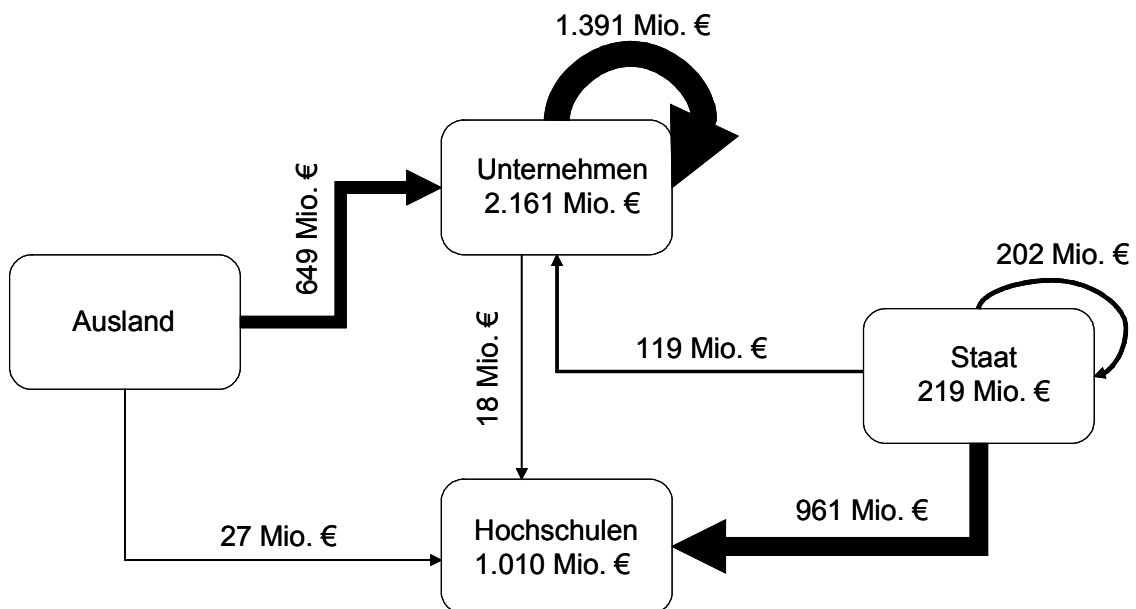 1.391 Mio. €
Unternehmen
2.161 Mio. €
649 Mio. €
202 Mio. €
Ausland
119 Mio. €
Staat
219 Mio. €
18 Mio. €
27 Mio. €
Hochschulen
1.010 Mio. €
961 Mio. €